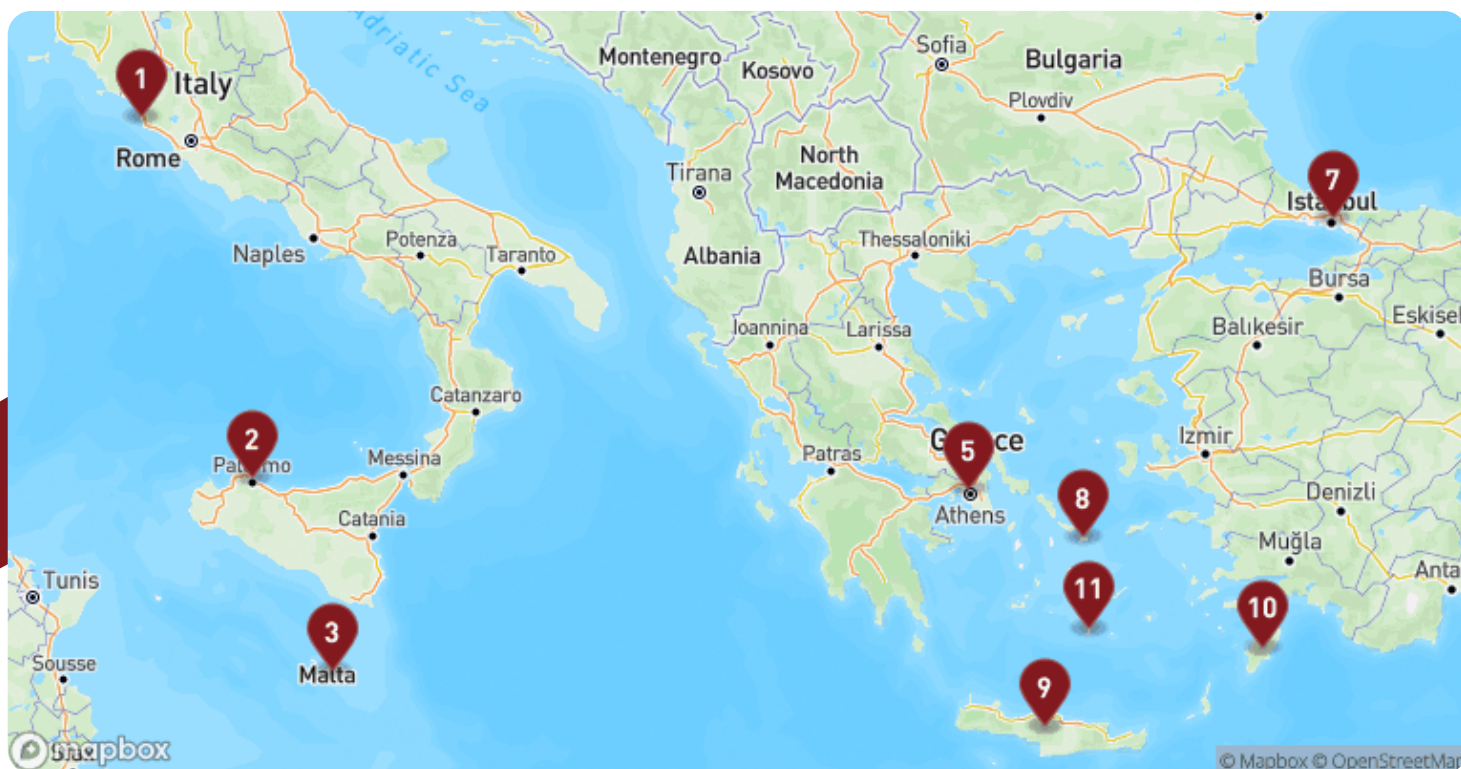 Adriatic Sea
Montenegro
Kosovo
Sofia
Bulgaria
Plovdiv
1
Italy
Rome
Tirana
North
Macedonia
7
Istanbul
Naples
Potenza
Taranto
Albania
Thessaloniki
Bursa
Ioannina
Larissa
Balıkesir
Eskiseh
Catanzaro
2
Palermo
Messina
5
Greece
Patras
Izmir
Athens
8
Denizli
Catania
Muğla
Tunis
11
10
Anta
3
Malta
Sousse
9
mapbox
© Mapbox © OpenStreetMap